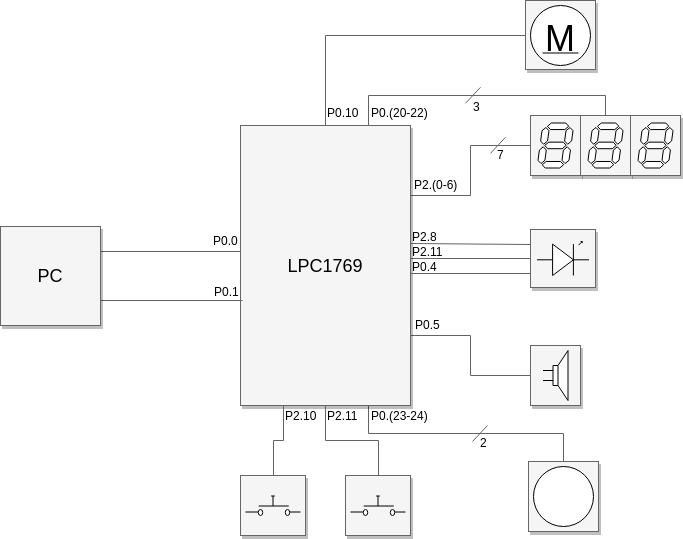 M
P0.10
P0.(20-22)
3
7
P2.(0-6)
P0.0
P2.8
P2.11
P0.4
PC
LPC1769
P0.1
P0.5
P2.10
P2.11
P0.(23-24)
2